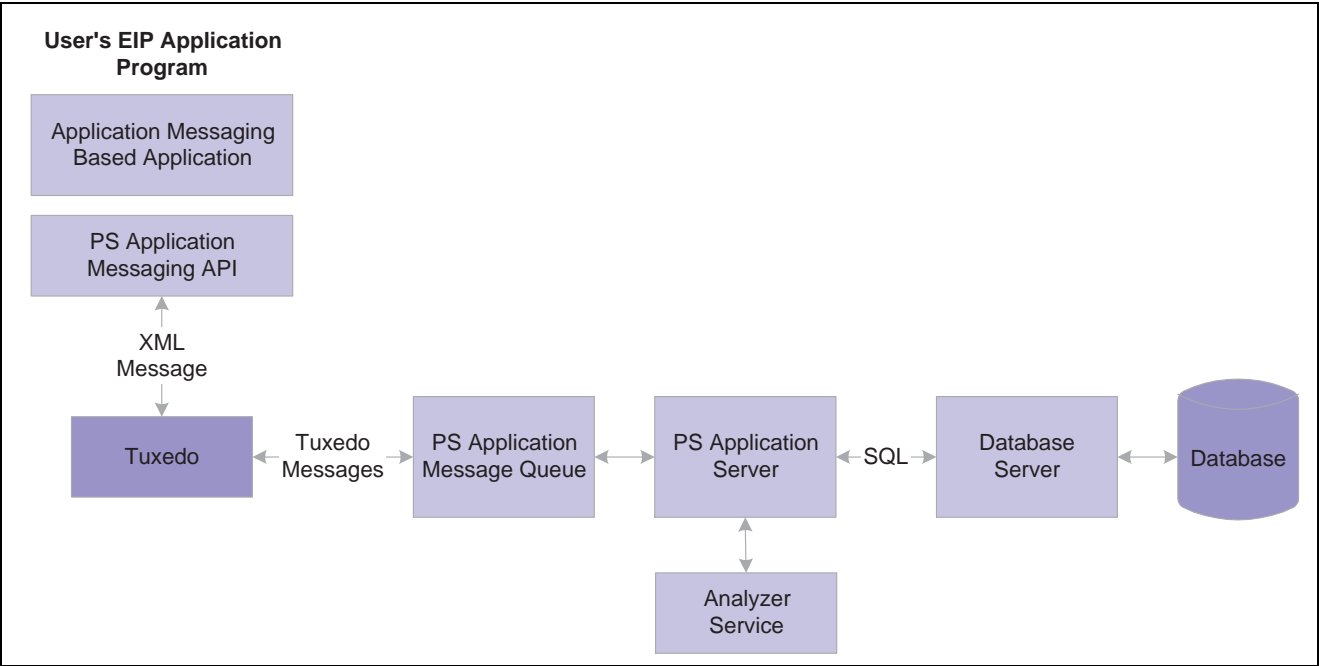 User's EIP Application
Program
Application Messaging
Based Application
PS Application
Messaging API
XML
Message
Tuxedo
Tuxedo
Messages
PS Application
Message Queue
PS Application
Server
SQL
Database
Server
Database
Analyzer
Service